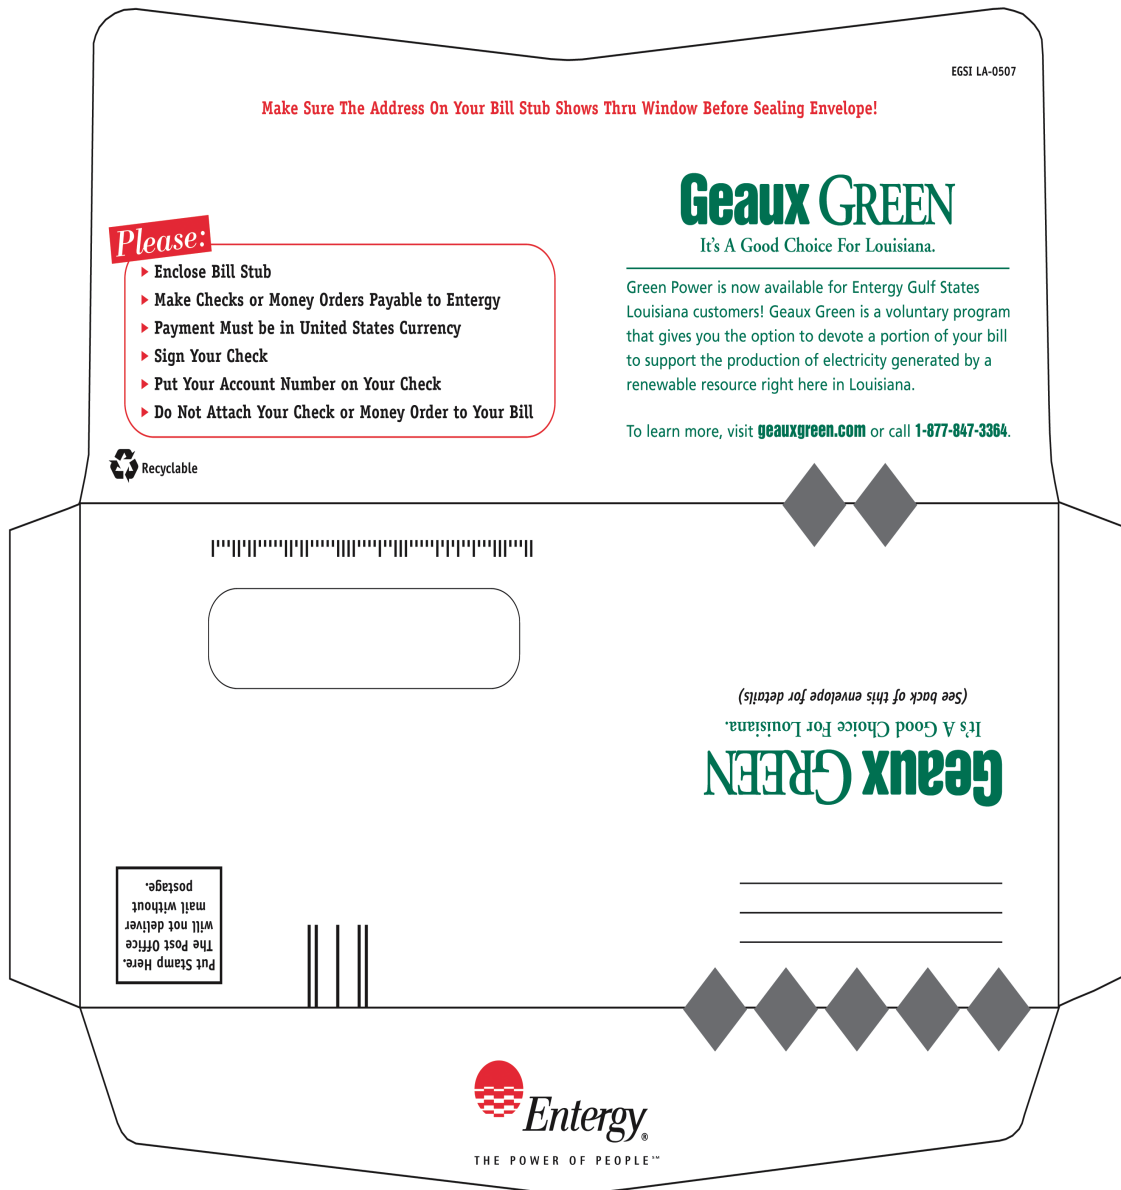 EGSI LA-0507
Make Sure The Address On Your Bill Stub Shows Thru Window Before Sealing Envelope!
Please:
Enclose Bill Stub
Make Checks or Money Orders Payable to Entergy
Payment Must be in United States Currency
Sign Your Check
Put Your Account Number on Your Check
Do Not Attach Your Check or Money Order to Your Bill
Recyclable
Geaux GREEN
It's A Good Choice For Louisiana.
Green Power is now available for Entergy Gulf States
Louisiana customers! Geaux Green is a voluntary program
that gives you the option to devote a portion of your bill
to support the production of electricity generated by a
renewable resource right here in Louisiana.
To learn more, visit geauxgreen.com or call 1-877-847-3364.
Geaux GREEN
It's A Good Choice For Louisiana.
(See back of this envelope for details)
Put Stamp Here.
The Post Office
will not deliver
mail without
postage.
Entergy®
THE POWER OF PEOPLE℠